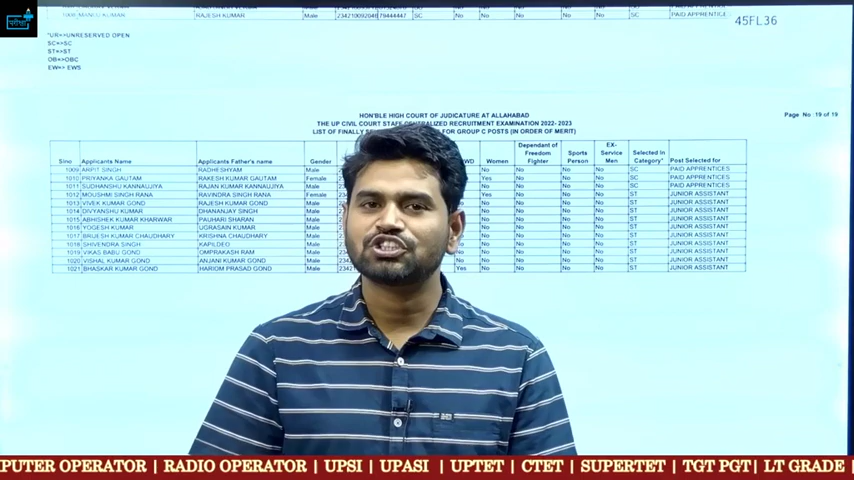 परीक्षा
1008 MANGO KUMAR RAJESH KUMAR Male SC PAID APPRENTICES
45FL36
"UR=>UNRESERVED OPEN
SC=>SC
ST=>ST
OB=>OBC
EW=> EWS
HON'BLE HIGH COURT OF JUDICATURE AT ALLAHABAD
Page No :19 of 19
THE UP CIVIL COURT STAFF CENTRALIZED RECRUITMENT EXAMINATION 2022- 2023
LIST OF FINALLY FOR GROUP C POSTS (IN ORDER OF MERIT)
Slno Applicants Name Applicants Father's name Gender Women Dependant of Freedom Fighter Sports Person EX-Service Men Selected in Category* Post Selected for
1009 ARPIT SINGH RADHESHYAM Male No No No No SC PAID APPRENTICES
1010 PRIYANKA GAUTAM RAKESH KUMAR GAUTAM Female Yes No No No SC PAID APPRENTICES
1011 SUDHANSHU KANNAUJIYA RAJAN KUMAR KANNAUJIYA Male No No No No SC PAID APPRENTICES
1012 MOUSHMI SINGH RANA RAVINDRA SINGH RANA Female Yes No No No ST JUNIOR ASSISTANT
1013 VIVEK KUMAR GOND RAJESH KUMAR GOND Male No No No No ST JUNIOR ASSISTANT
1014 DIVYANSHU KUMAR DHANANJAY SINGH Male No No No No ST JUNIOR ASSISTANT
1015 ABHISHEK KUMAR KHARWAR PAUHARI SHARAN Male No No No No ST JUNIOR ASSISTANT
1016 YOGESH KUMAR UGRASAIN KUMAR Male No No No No ST JUNIOR ASSISTANT
1017 BRIJESH KUMAR CHAUDHARY KRISHNA CHAUDHARY Male No No No No ST JUNIOR ASSISTANT
1018 SHIVENDRA SINGH KAPILDEO Male No No No No ST JUNIOR ASSISTANT
1019 VIKAS BABU GOND OMPRAKASH RAM Male No No No No ST JUNIOR ASSISTANT
1020 VISHAL KUMAR GOND ANJANI KUMAR GOND Male No No No No ST JUNIOR ASSISTANT
1021 BHASKAR KUMAR GOND HARIOM PRASAD GOND Male Yes No No No No ST JUNIOR ASSISTANT
PUTER OPERATOR | RADIO OPERATOR | UPSI | UPASI | UPTET | CTET | SUPERTET | TGT PGT| LT GRADE |